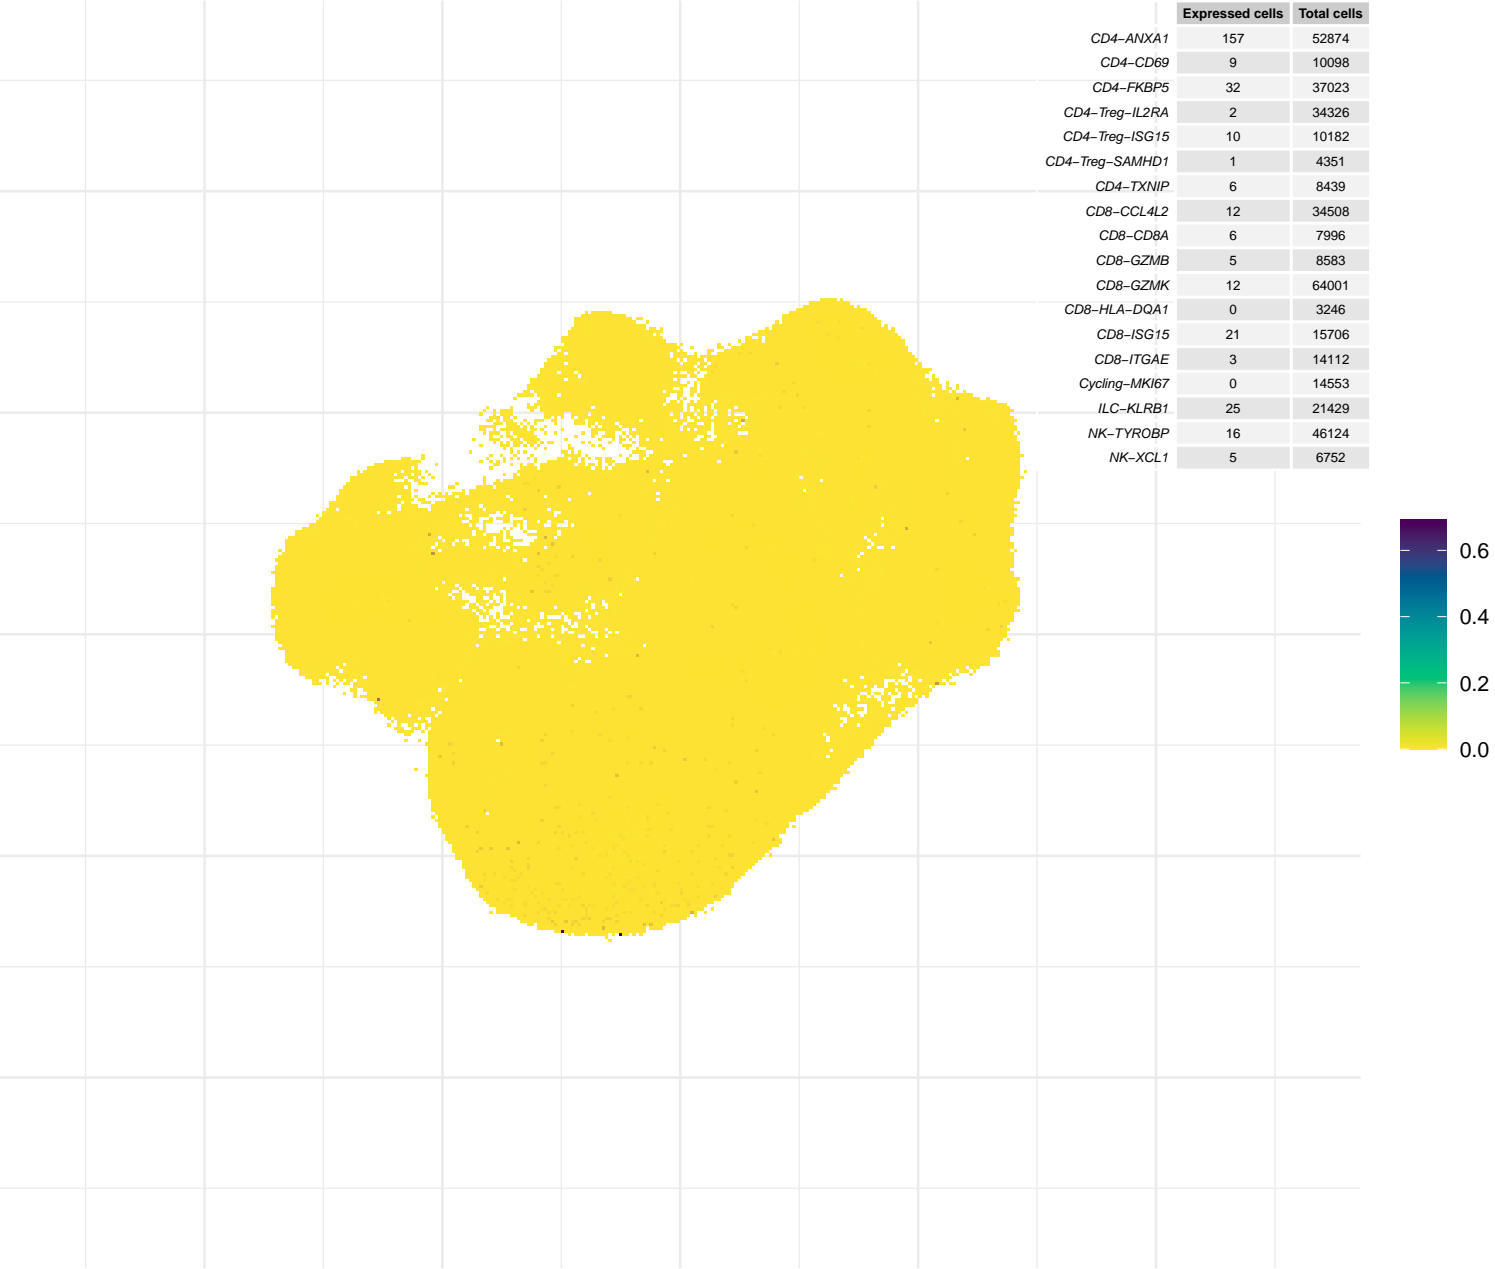 Expressed cells Total cells
CD4−ANXA1 157 52874
CD4−CD69 9 10098
CD4−FKBP5 32 37023
CD4−Treg−IL2RA 2 34326
CD4−Treg−ISG15 10 10182
CD4−Treg−SAMHD1 1 4351
CD4−TXNIP 6 8439
CD8−CCL4L2 12 34508
CD8−CD8A 6 7996
CD8−GZMB 5 8583
CD8−GZMK 12 64001
CD8−HLA−DQA1 0 3246
CD8−ISG15 21 15706
CD8−ITGAE 3 14112
Cycling−MKI67 0 14553
ILC−KLRB1 25 21429
NK−TYROBP 16 46124
NK−XCL1 5 6752
0.6
0.4
0.2
0.0